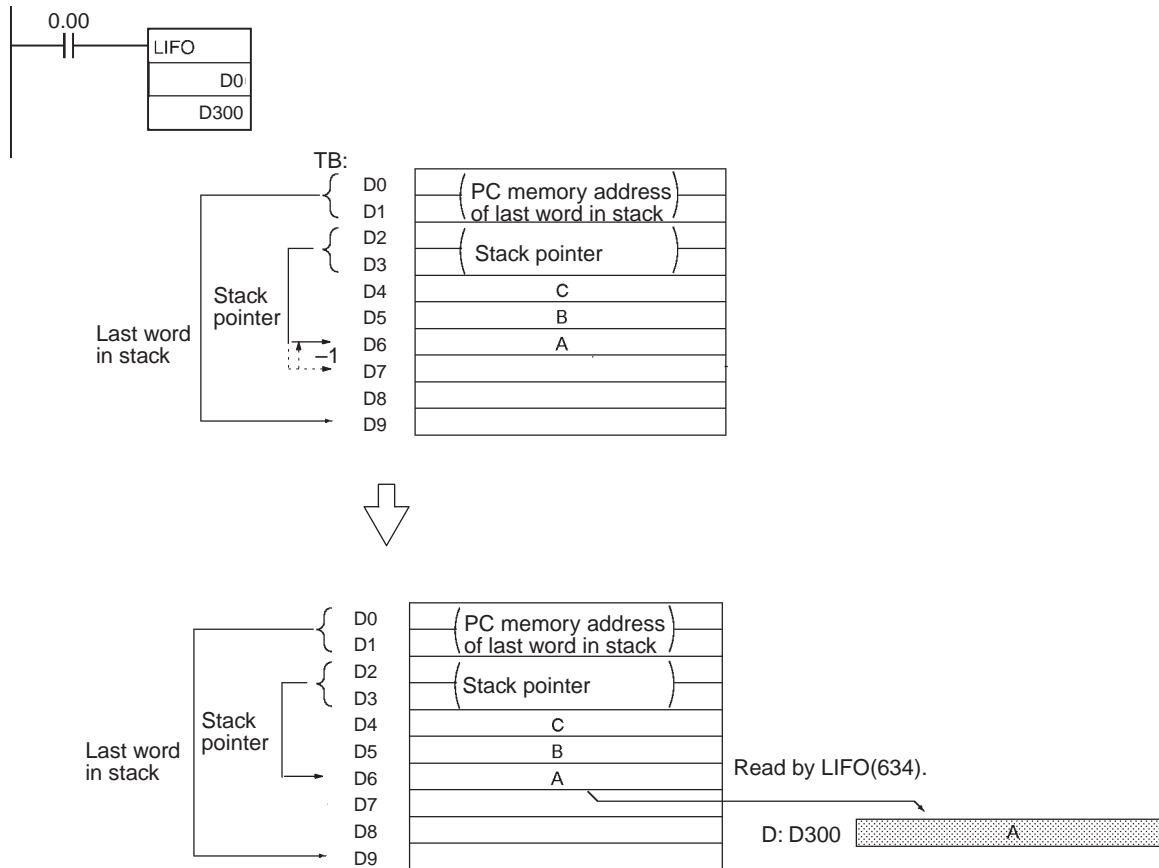 0.00
LIFO
D0
D300
TB:
D0
D1
D2
D3
D4
D5
D6
D7
D8
D9
(PC memory address
of last word in stack)
(Stack pointer)
C
B
A
Stack
pointer
Last word
in stack
–1
D0
D1
D2
D3
D4
D5
D6
D7
D8
D9
(PC memory address
of last word in stack)
(Stack pointer)
C
B
A
Stack
pointer
Last word
in stack
Read by LIFO(634).
D: D300
A